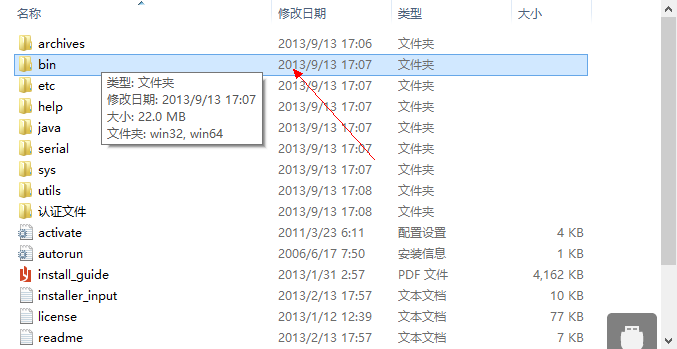 名称 修改日期 类型 大小
archives 2013/9/13 17:06 文件夹
bin 2013/9/13 17:07 文件夹
etc 2013/9/13 17:07 文件夹
help 2013/9/13 17:07 文件夹
java 2013/9/13 17:07 文件夹
serial 2013/9/13 17:07 文件夹
sys 2013/9/13 17:07 文件夹
utils 2013/9/13 17:08 文件夹
认证文件 2013/9/13 17:08 文件夹
activate 2011/3/23 6:11 配置设置 4 KB
autorun 2006/6/17 7:50 安装信息 1 KB
install_guide 2013/1/31 2:57 PDF 文件 4,162 KB
installer_input 2013/2/13 17:57 文本文档 10 KB
license 2013/1/12 12:39 文本文档 77 KB
readme 2013/2/13 17:57 文本文档 7 KB
类型: 文件夹
修改日期: 2013/9/13 17:07
大小: 22.0 MB
文件夹: win32, win64